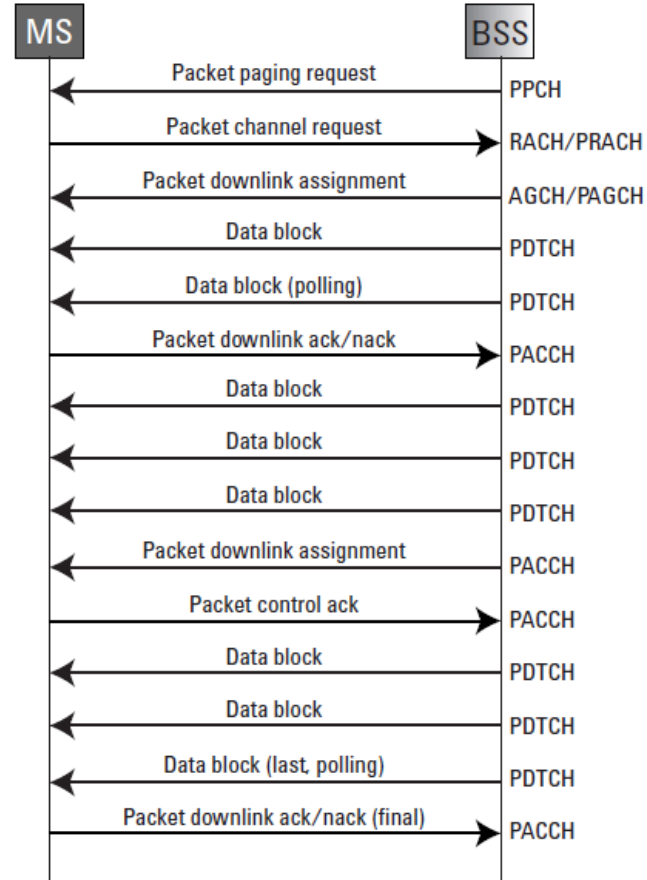 MS BSS
Packet paging request PPCH
Packet channel request RACH/PRACH
Packet downlink assignment AGCH/PAGCH
Data block PDTCH
Data block (polling) PDTCH
Packet downlink ack/nack PACCH
Data block PDTCH
Data block PDTCH
Data block PDTCH
Packet downlink assignment PACCH
Packet control ack PACCH
Data block PDTCH
Data block PDTCH
Data block (last, polling) PDTCH
Packet downlink ack/nack (final) PACCH